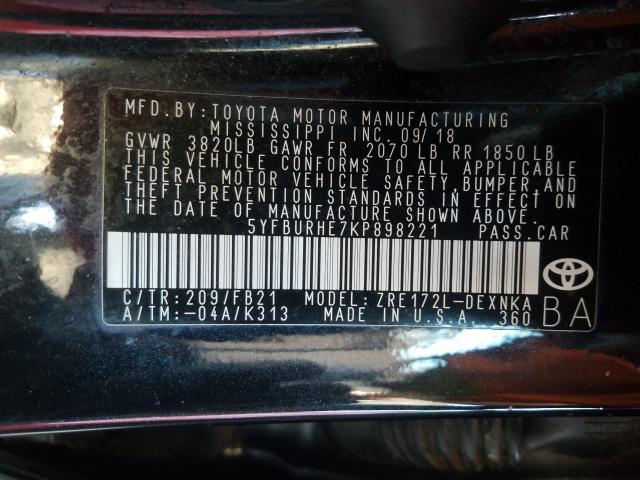 MFD.BY:TOYOTA MOTOR MANUFACTURING
MISSISSIPPI INC. 09/18
GVWR 3820LB GAWR FR 2070 LB RR 1850 LB
THIS VEHICLE CONFORMS TO ALL APPLICABLE
FEDERAL MOTOR VEHICLE SAFETY,BUMPER,AND
THEFT PREVENTION STANDARDS IN EFFECT ON
THE DATE OF MANUFACTURE SHOWN ABOVE.
5YFBURHE7KP898221 PASS.CAR
C/TR:209/FB21 MODEL:ZRE172L-DEXNKA
A/TM:-04A/K313 MADE IN U.S.A. 360 BA